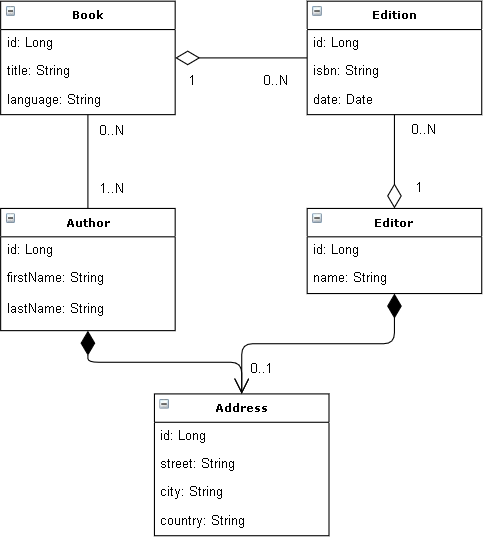 Book
id: Long
title: String
language: String
1
0..N
Edition
id: Long
isbn: String
date: Date
0..N
1..N
0..N
1
Author
id: Long
firstName: String
lastName: String
Editor
id: Long
name: String
0..1
Address
id: Long
street: String
city: String
country: String